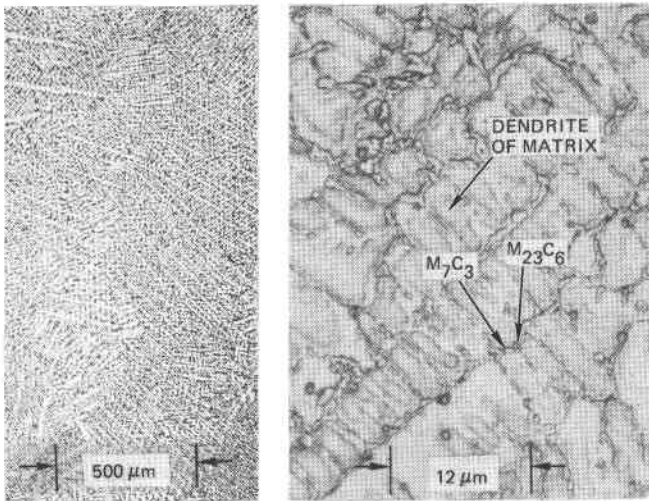 500 μm
DENDRITE
OF MATRIX
M₇C₃
M₂₃C₆
12 μm